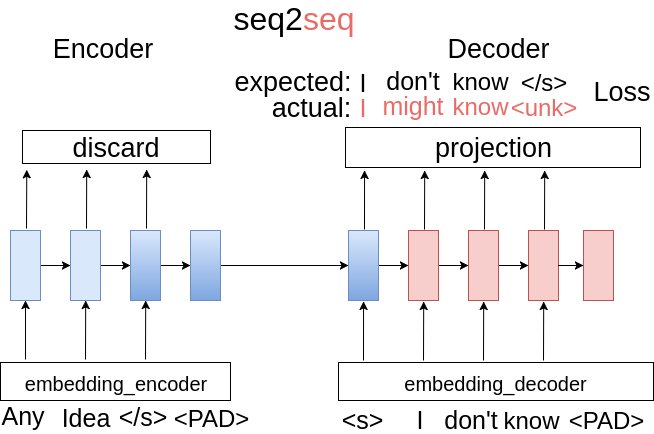 seq2seq
Encoder
Decoder
expected: I don't know </s>
actual: I might know <unk>
Loss
discard
projection
embedding_encoder
embedding_decoder
Any Idea </s> <PAD>
<s> I don't know <PAD>